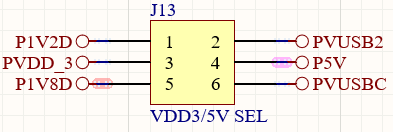 J13
P1V2D 1 2 PVUSB2
PVDD_3 3 4 P5V
P1V8D 5 6 PVUSBC
VDD3/5V SEL